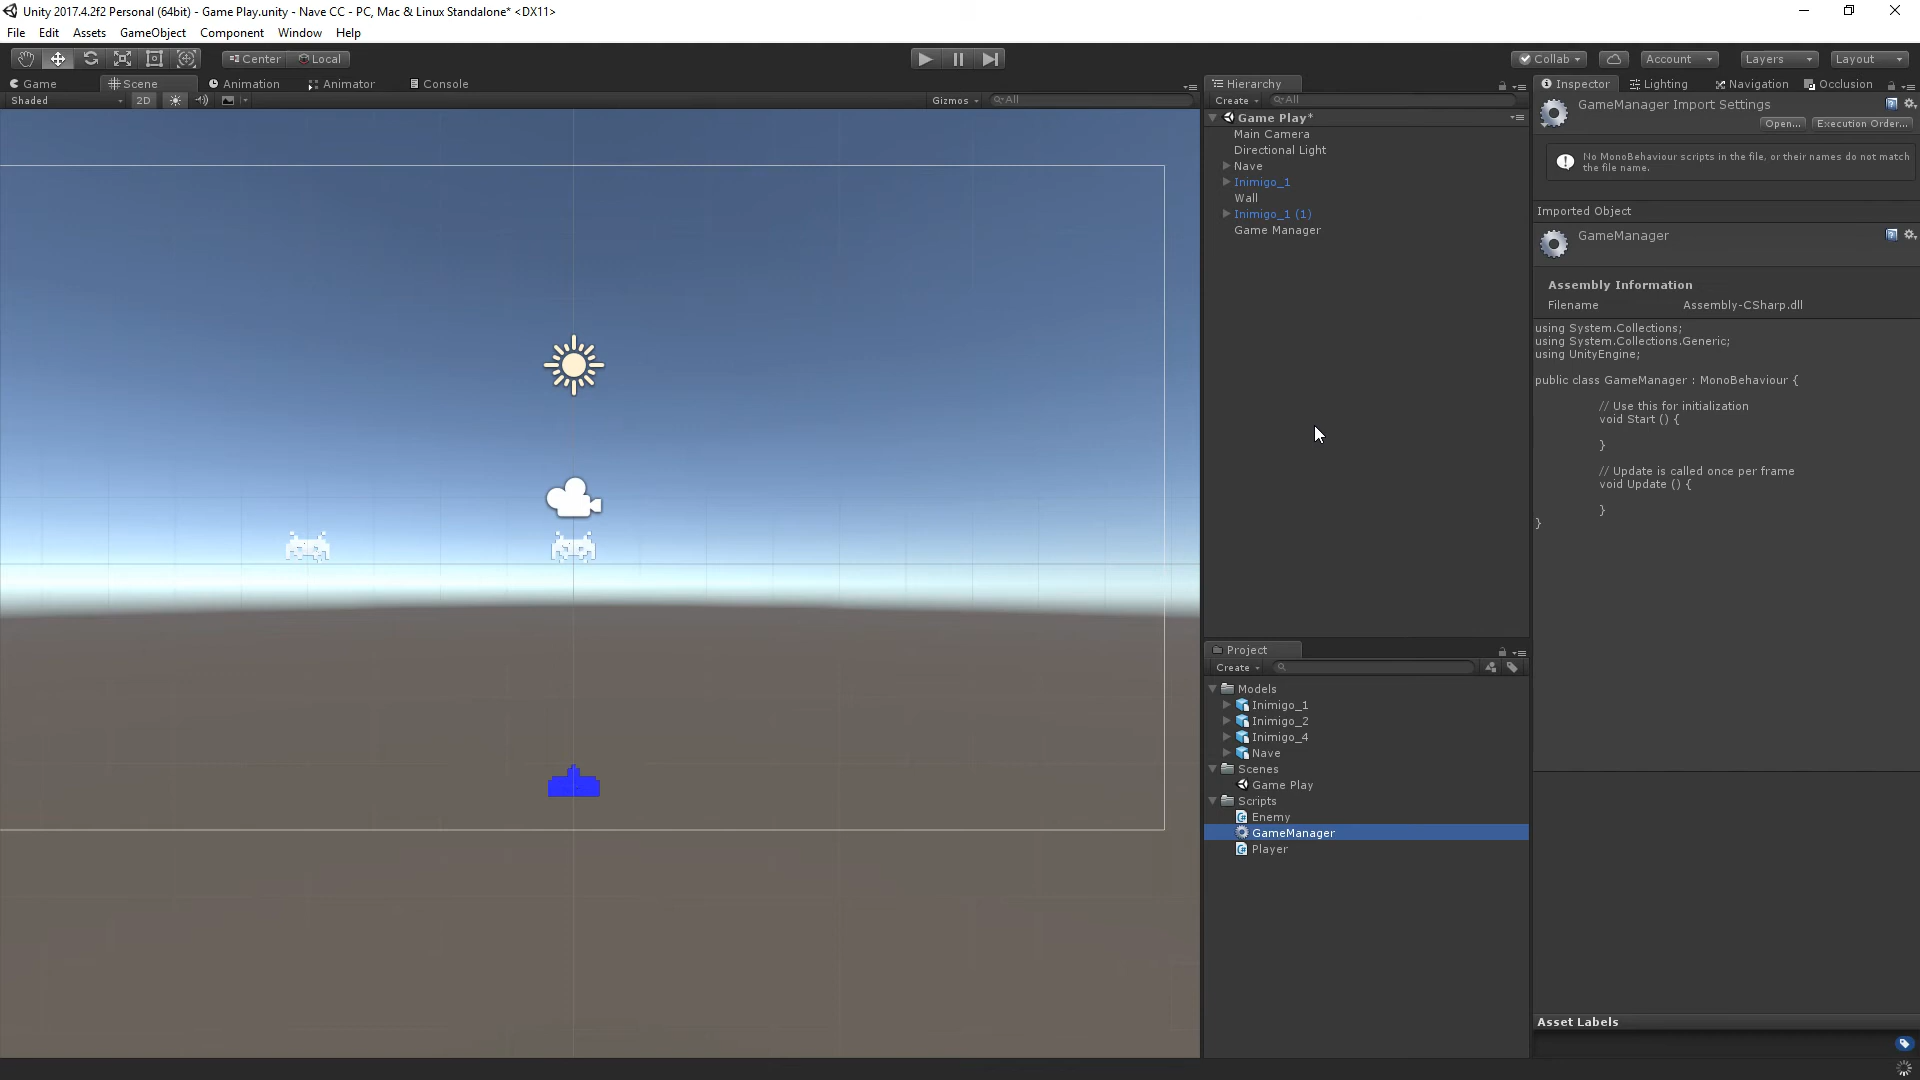 Unity 2017.4.2f2 Personal (64bit) - Game Play.unity - Nave CC - PC, Mac & Linux Standalone* <DX11>
File Edit Assets GameObject Component Window Help
Center Local
Collab Account Layers Layout
Game Scene Animation Animator Console
Shaded 2D Gizmos All
Hierarchy
Create All
Game Play*
Main Camera
Directional Light
Nave
Inimigo_1
Wall
Inimigo_1 (1)
Game Manager
Project
Create
Models
Inimigo_1
Inimigo_2
Inimigo_4
Nave
Scenes
Game Play
Scripts
Enemy
GameManager
Player
Inspector Lighting Navigation Occlusion
GameManager Import Settings
Open... Execution Order...
No MonoBehaviour scripts in the file, or their names do not match
the file name.
Imported Object
GameManager
Assembly Information
Filename Assembly-CSharp.dll
using System.Collections;
using System.Collections.Generic;
using UnityEngine;
public class GameManager : MonoBehaviour {
// Use this for initialization
void Start () {
}
// Update is called once per frame
void Update () {
}
}
Asset Labels